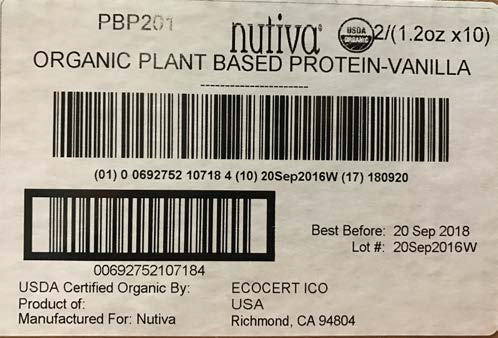 PBP201 nutiva® USDA ORGANIC 2/(1.2oz x10)
ORGANIC PLANT BASED PROTEIN-VANILLA
(01) 0 0692752 10718 4 (10) 20Sep2016W (17) 180920
Best Before: 20 Sep 2018
Lot #: 20Sep2016W
00692752107184
USDA Certified Organic By: ECOCERT ICO
Product of: USA
Manufactured For: Nutiva Richmond, CA 94804